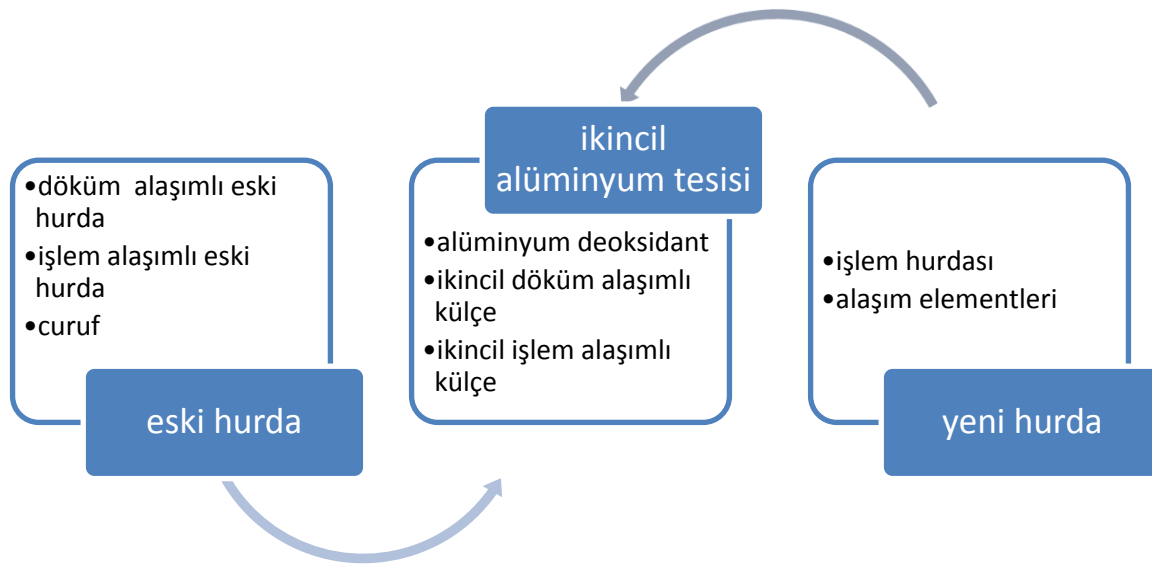 •döküm  alaşımlı eski
hurda
•işlem alaşımlı eski
hurda
•curuf
eski hurda
ikincil
alüminyum tesisi
•alüminyum deoksidant
•ikincil döküm alaşımlı
külçe
•ikincil işlem alaşımlı
külçe
•işlem hurdası
•alaşım elementleri
yeni hurda